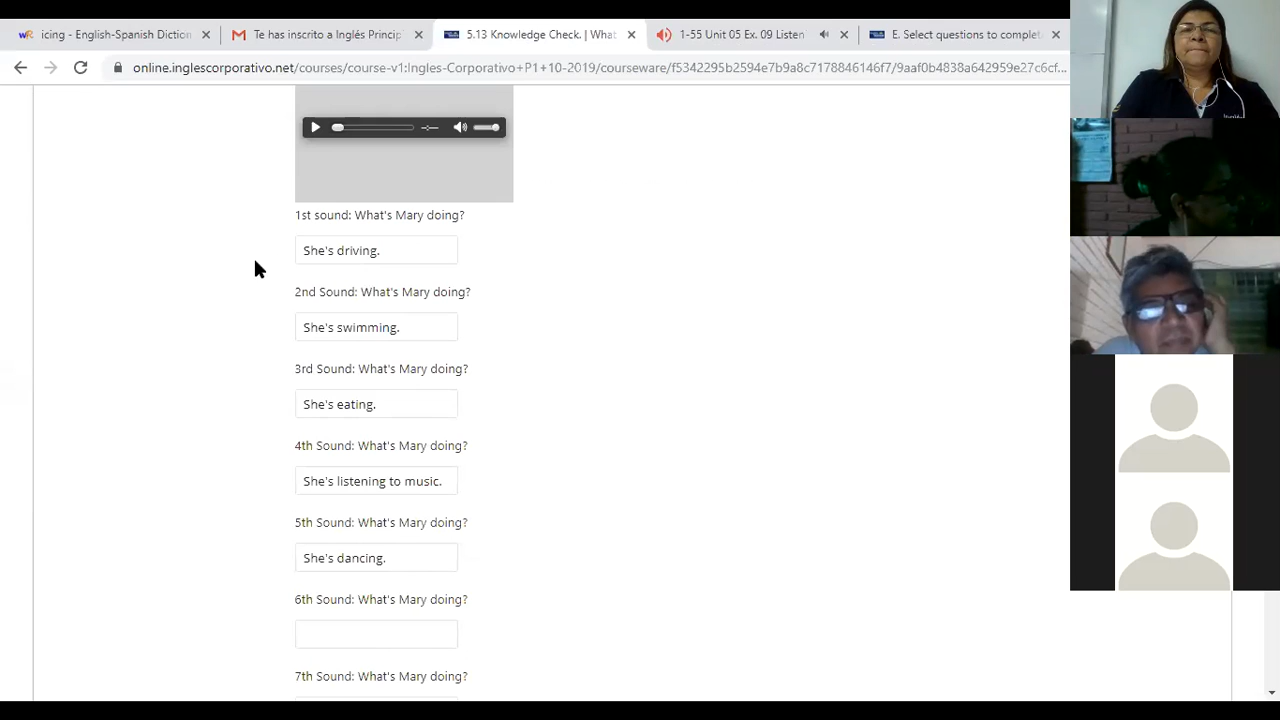 icing - English-Spanish Diction
Te has inscrito a Inglés Princip
5.13 Knowledge Check. | What
1-55 Unit 05 Ex. 09 Listen
E. Select questions to complet
online.inglescorporativo.net/courses/course-v1:Ingles-Corporativo+P1+10-2019/courseware/f5342295b2594e7b9a8c7178846146f7/9aaf0b4838a642959e27c6cf...
1st sound: What's Mary doing?
She's driving.
2nd Sound: What's Mary doing?
She's swimming.
3rd Sound: What's Mary doing?
She's eating.
4th Sound: What's Mary doing?
She's listening to music.
5th Sound: What's Mary doing?
She's dancing.
6th Sound: What's Mary doing?
7th Sound: What's Mary doing?